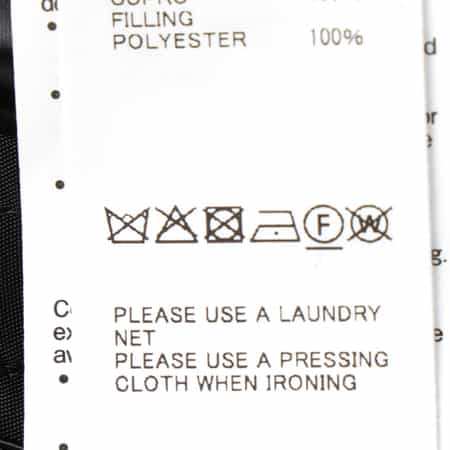 FILLING
POLYESTER 100%
F
W
PLEASE USE A LAUNDRY
NET
PLEASE USE A PRESSING
CLOTH WHEN IRONING